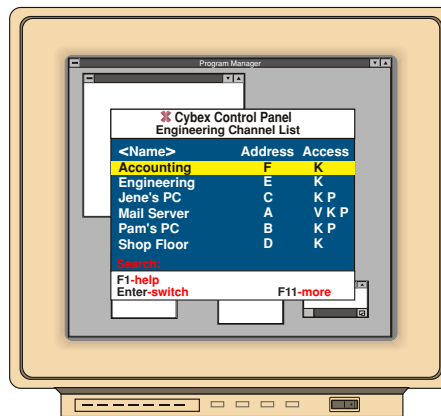 Program Manager
Cybex Control Panel
Engineering Channel List
<Name> Address Access
Accounting F K
Engineering E K
Jene's PC C K P
Mail Server A V K P
Pam's PC B K P
Shop Floor D K
Search:
F1-help
Enter-switch F11-more